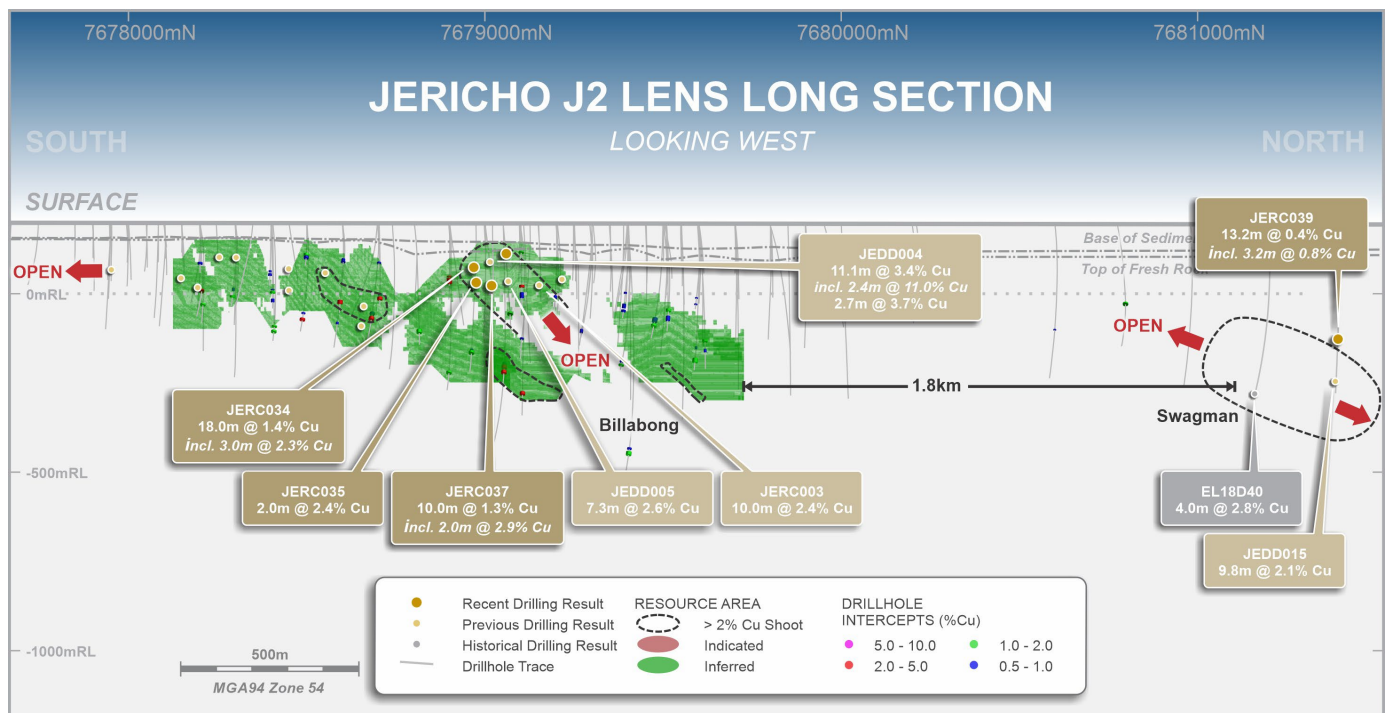 7678000mN
7679000mN
7680000mN
7681000mN
JERICHO J2 LENS LONG SECTION
LOOKING WEST
SOUTH
NORTH
SURFACE
JERC039
13.2m @ 0.4% Cu
incl. 3.2m @ 0.8% Cu
JEDD004
11.1m @ 3.4% Cu
incl. 2.4m @ 11.0% Cu
2.7m @ 3.7% Cu
Base of
Top of Fresh
OPEN
0mRL
OPEN
OPEN
1.8km
Billabong
Swagman
JERC034
18.0m @ 1.4% Cu
incl. 3.0m @ 2.3% Cu
-500mRL
JERC035
2.0m @ 2.4% Cu
JERC037
10.0m @ 1.3% Cu
incl. 2.0m @ 2.9% Cu
JEDD005
7.3m @ 2.6% Cu
JERC003
10.0m @ 2.4% Cu
EL18D40
4.0m @ 2.8% Cu
JEDD015
9.8m @ 2.1% Cu
-1000mRL
500m
MGA94 Zone 54
Recent Drilling Result
Previous Drilling Result
Historical Drilling Result
Drillhole Trace
RESOURCE AREA
> 2% Cu Shoot
Indicated
Inferred
DRILLHOLE
INTERCEPTS (%Cu)
5.0 - 10.0
2.0 - 5.0
1.0 - 2.0
0.5 - 1.0